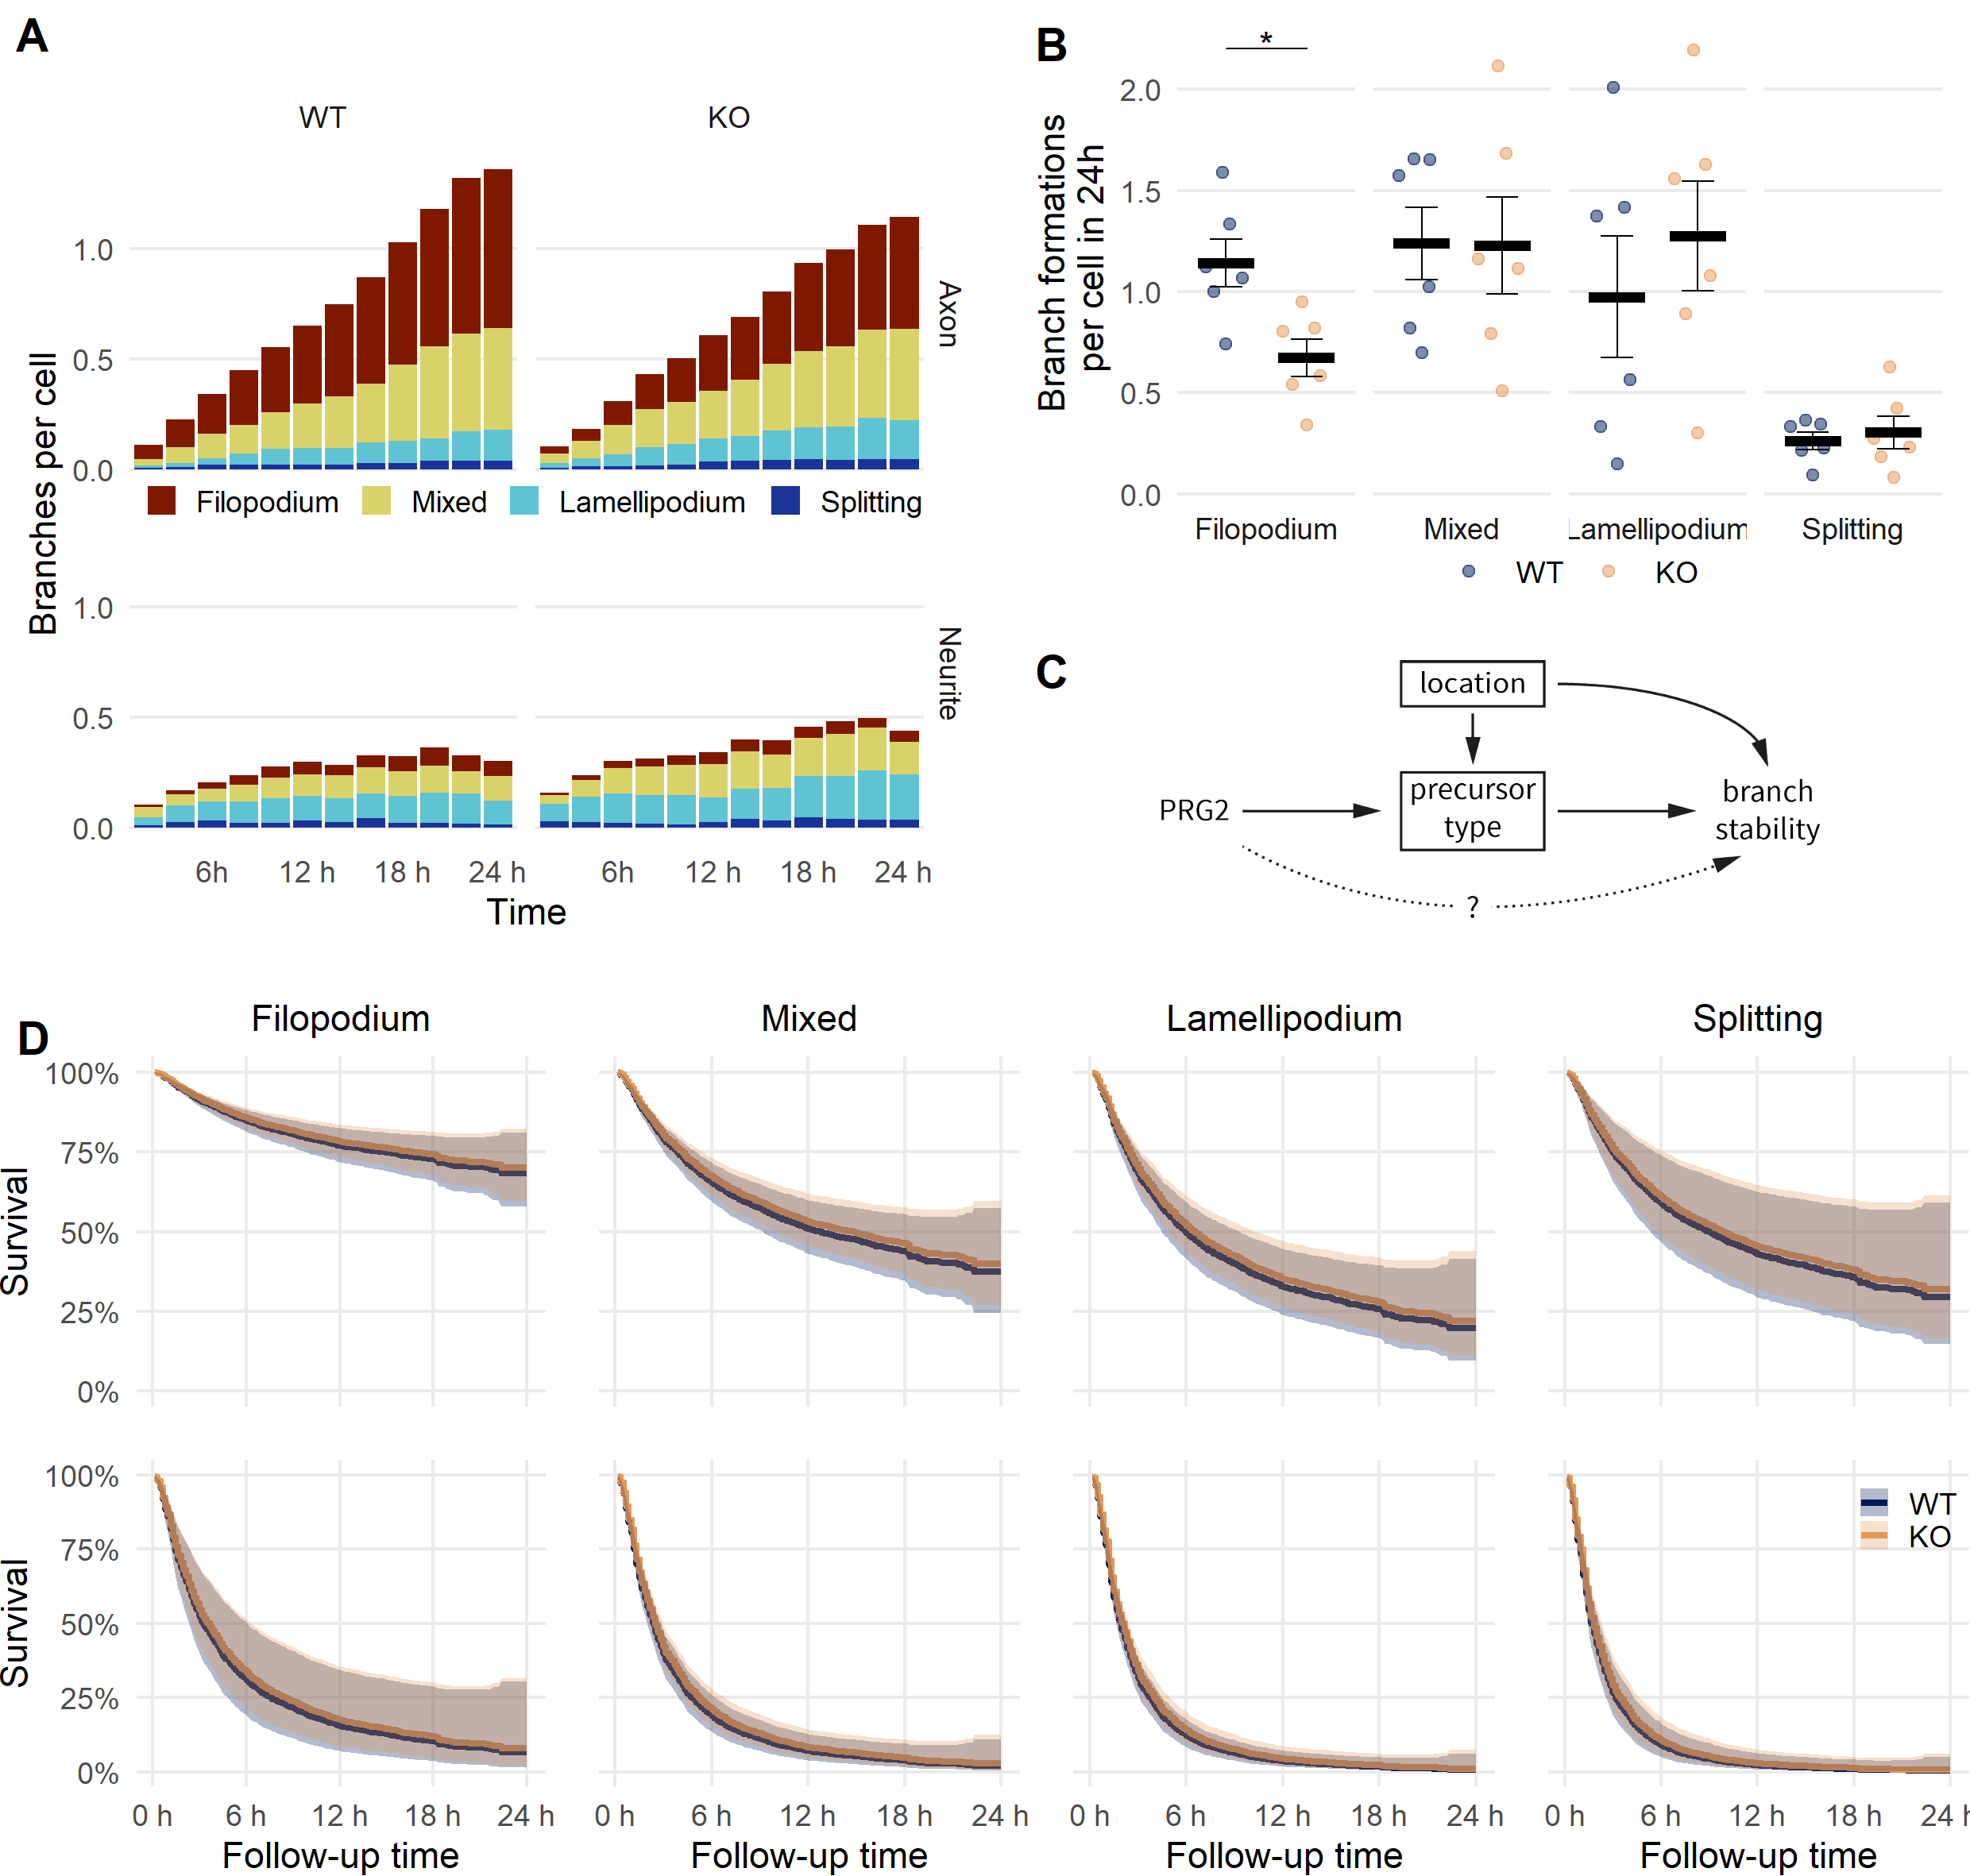 A
WT
KO
Branches per cell
1.0
0.5
0.0
Axon
Filopodium
Mixed
Lamellipodium
Splitting
1.0
0.5
0.0
Neurite
6h
12 h
18 h
24 h
6h
12 h
18 h
24 h
Time
B
*
Branch formations
per cell in 24h
2.0
1.5
1.0
0.5
0.0
Filopodium
Mixed
Lamellipodium
Splitting
WT
KO
C
location
PRG2
precursor
type
branch
stability
?
D
Filopodium
Mixed
Lamellipodium
Splitting
Survival
100%
75%
50%
25%
0%
Survival
100%
75%
50%
25%
0%
WT
KO
0 h
6 h
12 h
18 h
24 h
0 h
6 h
12 h
18 h
24 h
0 h
6 h
12 h
18 h
24 h
0 h
6 h
12 h
18 h
24 h
Follow-up time
Follow-up time
Follow-up time
Follow-up time